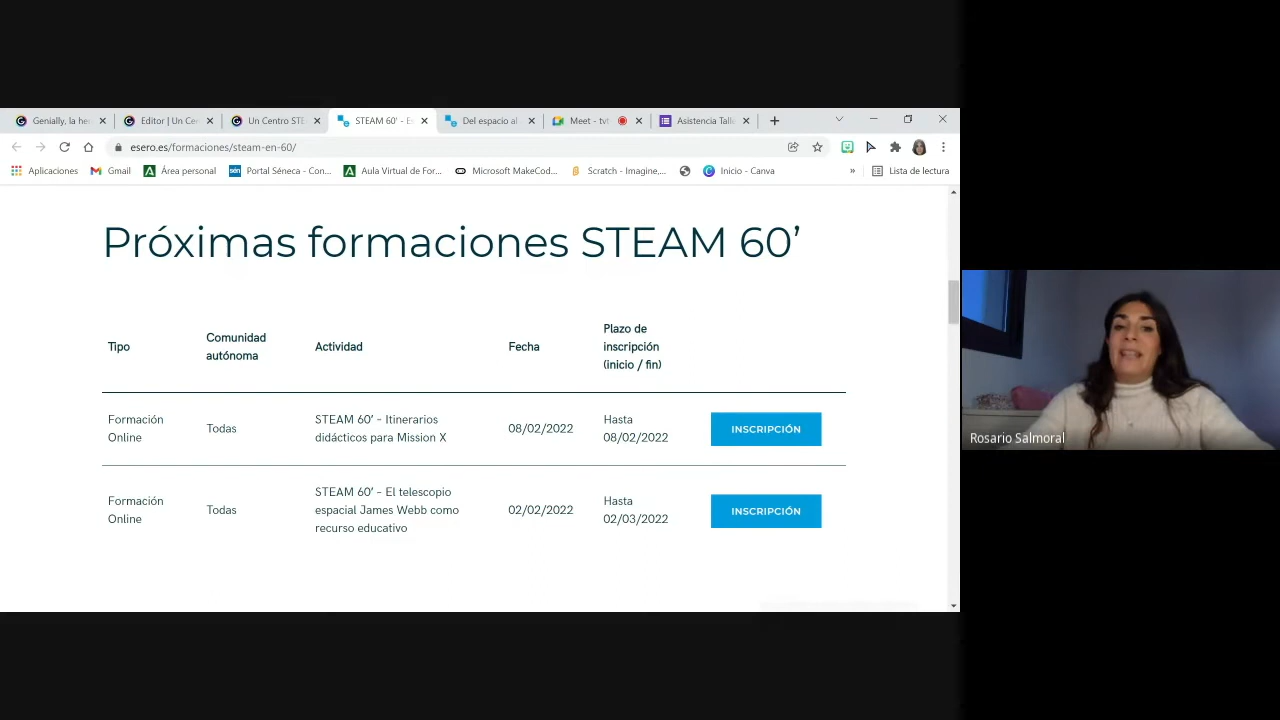 Genially, la he
Editor | Un Ce
Un Centro STE
STEAM 60' - E
Del espacio al
Meet - tvt
Asistencia Talle
esero.es/formaciones/steam-en-60/
Aplicaciones
Gmail
Área personal
Portal Séneca - Con...
Aula Virtual de For...
Microsoft MakeCod...
Scratch - Imagine,...
Inicio - Canva
»
Lista de lectura
Próximas formaciones STEAM 60’
Tipo
Comunidad
autónoma
Actividad
Fecha
Plazo de
inscripción
(inicio / fin)
Formación
Online
Todas
STEAM 60’ – Itinerarios
didácticos para Mission X
08/02/2022
Hasta
08/02/2022
INSCRIPCIÓN
Formación
Online
Todas
STEAM 60’ – El telescopio
espacial James Webb como
recurso educativo
02/02/2022
Hasta
02/03/2022
INSCRIPCIÓN
Rosario Salmoral